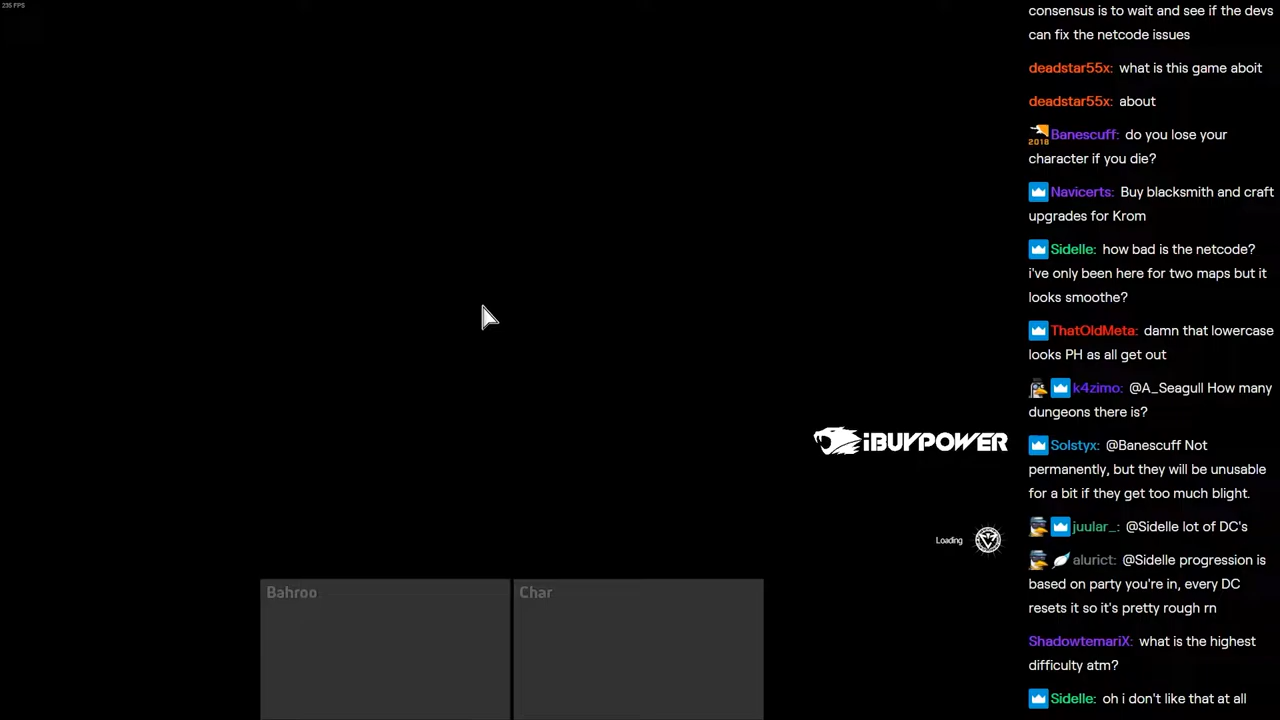 235 FPS
consensus is to wait and see if the devs
can fix the netcode issues
deadstar55x: what is this game aboit
deadstar55x: about
2018 Banescuff: do you lose your
character if you die?
Navicerts: Buy blacksmith and craft
upgrades for Krom
Sidelle: how bad is the netcode?
i've only been here for two maps but it
looks smoothe?
ThatOldMeta: damn that lowercase
looks PH as all get out
k4zimo: @A_Seagull How many
dungeons there is?
iBUYPOWER
Solstyx: @Banescuff Not
permanently, but they will be unusable
for a bit if they get too much blight.
juular_: @Sidelle lot of DC's
Loading
alurict: @Sidelle progression is
based on party you're in, every DC
resets it so it's pretty rough rn
Bahroo
Char
ShadowtemariX: what is the highest
difficulty atm?
Sidelle: oh i don't like that at all